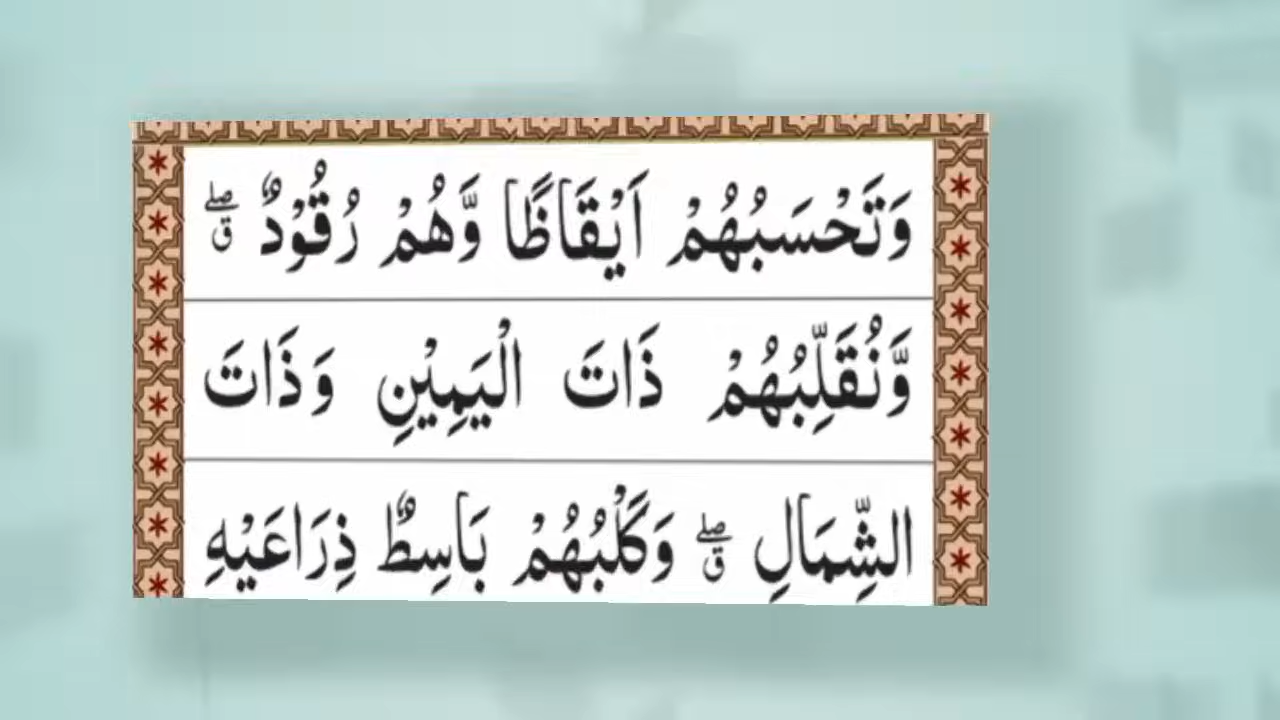 وَتَحْسَبُهُمْ اَيْقَاظًا وَّهُمْ رُقُوْدٌ ۖق
وَّنُقَلِّبُهُمْ ذَاتَ الْيَمِيْنِ وَذَاتَ
الشِّمَالِ ۖق وَكَلْبُهُمْ بَاسِطٌ ذِرَاعَيْهِ